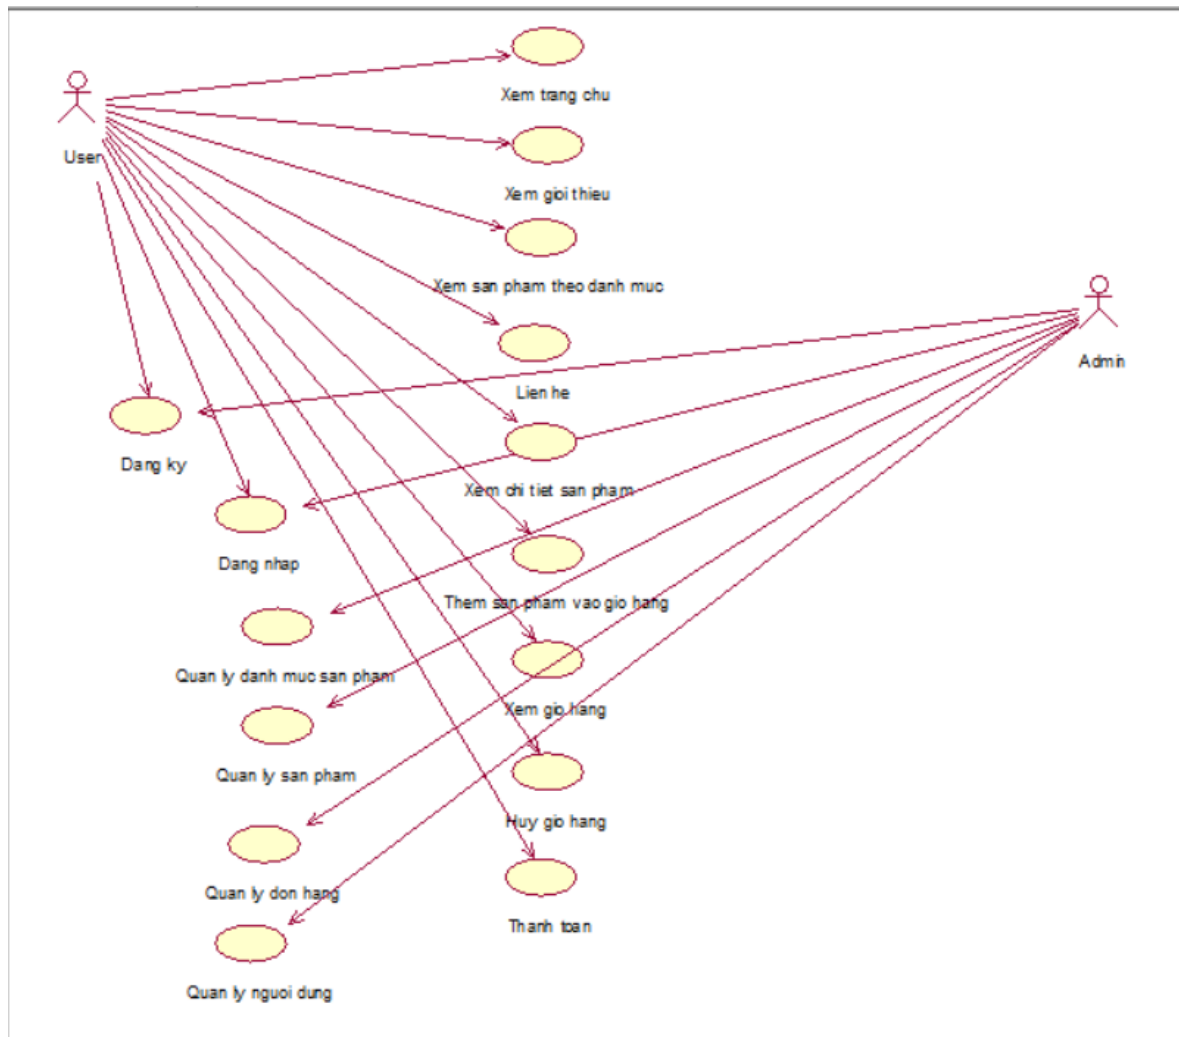 Xem trang chu
User
Xem gioi thieu
Xem san pham theo danh muc
Admin
Lien he
Dang ky
Xem chi tiet san pham
Dang nhap
Them san pham vao gio hang
Quan ly danh muc san pham
Xem gio hang
Quan ly san pham
Huy gio hang
Quan ly don hang
Thanh toan
Quan ly nguoi dung